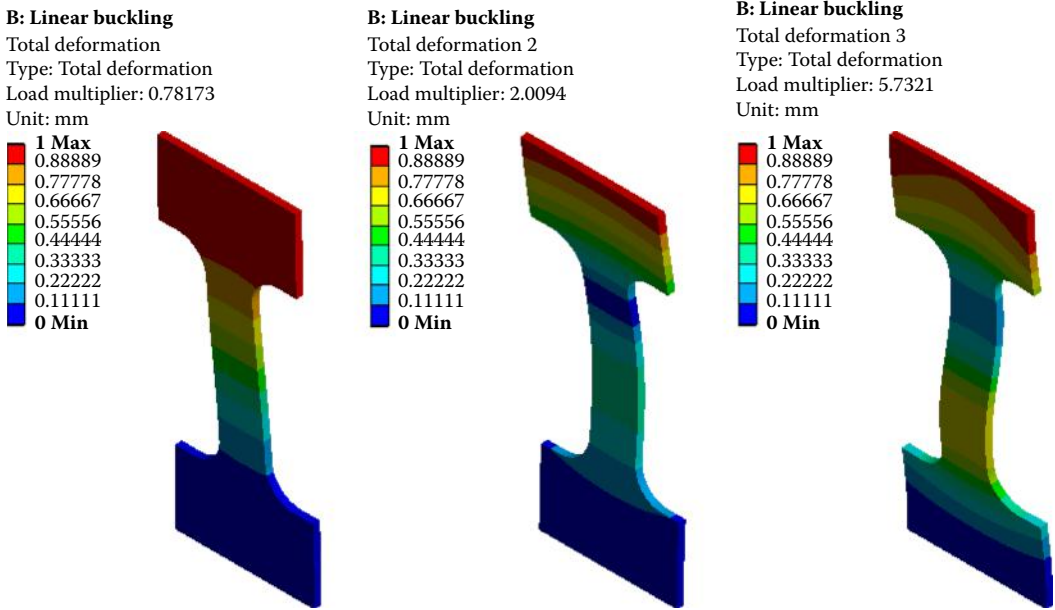 B: Linear buckling
Total deformation
Type: Total deformation
Load multiplier: 0.78173
Unit: mm
1 Max
0.88889
0.77778
0.66667
0.55556
0.44444
0.33333
0.22222
0.11111
0 Min
B: Linear buckling
Total deformation 2
Type: Total deformation
Load multiplier: 2.0094
Unit: mm
1 Max
0.88889
0.77778
0.66667
0.55556
0.44444
0.33333
0.22222
0.11111
0 Min
B: Linear buckling
Total deformation 3
Type: Total deformation
Load multiplier: 5.7321
Unit: mm
1 Max
0.88889
0.77778
0.66667
0.55556
0.44444
0.33333
0.22222
0.11111
0 Min